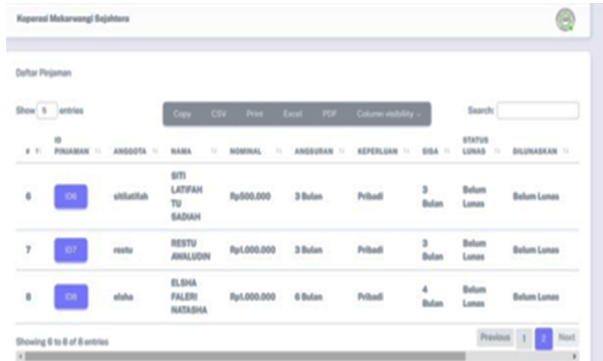 Koperasi Mekarwangi Sejahtera
Daftar Pinjaman
Show 5 entries
Copy CSV Print Excel PDF Column visibility
Search:
# ID PINJAMAN ANGGOTA NAMA NOMINAL ANGSURAN KEPERLUAN SISA STATUS LUNAS DILUNASKAN
6 ID6 sitilatifah SITI LATIFAH TU SADIAH Rp500.000 3 Bulan Pribadi 3 Bulan Belum Lunas Belum Lunas
7 ID7 restu RESTU AWALUDIN Rp1.000.000 3 Bulan Pribadi 3 Bulan Belum Lunas Belum Lunas
8 ID8 elsha ELSHA FALERI NATASHA Rp1.000.000 6 Bulan Pribadi 4 Bulan Belum Lunas Belum Lunas
Showing 6 to 8 of 8 entries
Previous 1 2 Next